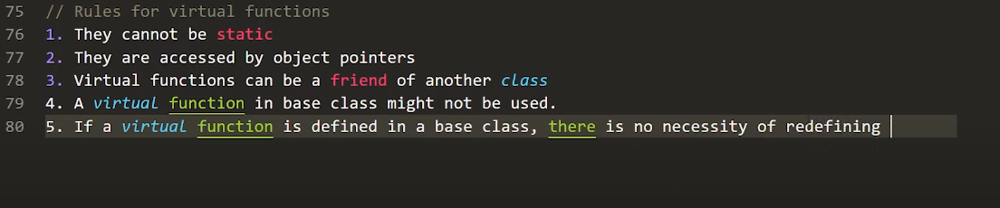 75 // Rules for virtual functions
76 1. They cannot be static
77 2. They are accessed by object pointers
78 3. Virtual functions can be a friend of another class
79 4. A virtual function in base class might not be used.
80 5. If a virtual function is defined in a base class, there is no necessity of redefining